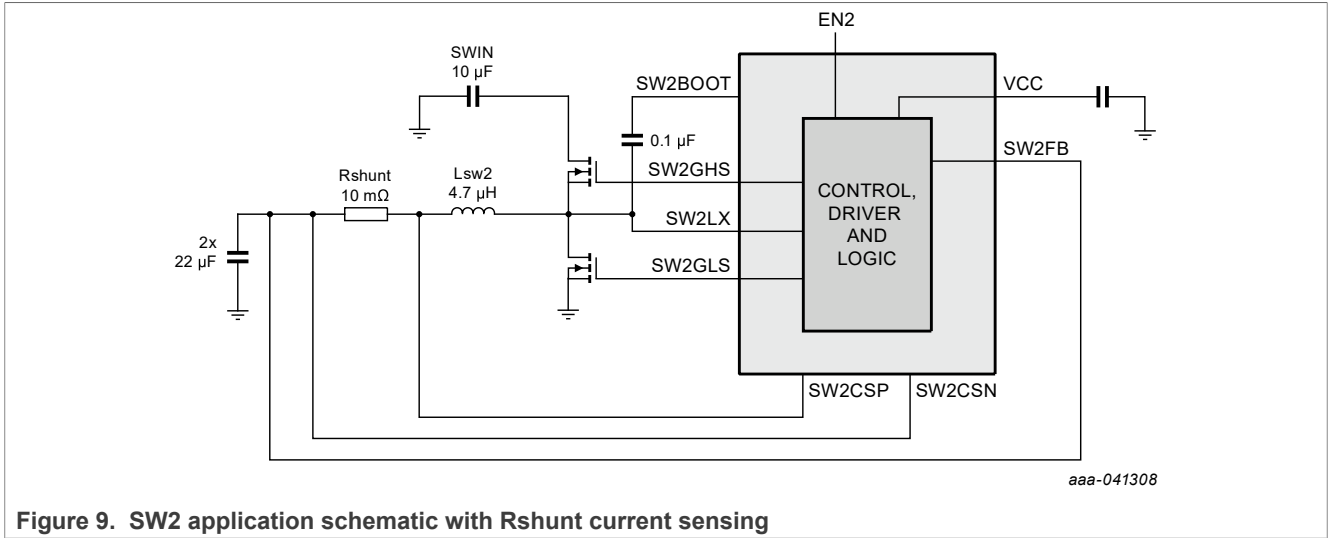 EN2
SWIN
10 µF
SW2BOOT
VCC
0.1 µF
SW2FB
SW2GHS
Rshunt
10 mΩ
Lsw2
4.7 µH
CONTROL,
DRIVER
AND
LOGIC
SW2LX
2x
22 µF
SW2GLS
SW2CSP
SW2CSN
aaa-041308
Figure 9. SW2 application schematic with Rshunt current sensing